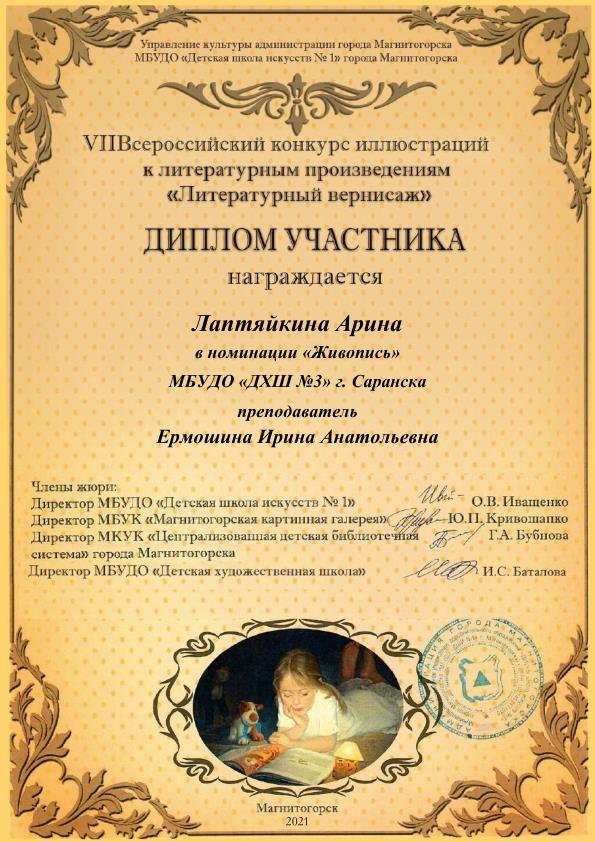 Управление культуры администрации города Магнитогорска
МБУДО «Детская школа искусств № 1» города Магнитогорска
VIIВсероссийский конкурс иллюстраций
к литературным произведениям
«Литературный вернисаж»
ДИПЛОМ УЧАСТНИКА
награждается
Лаптяйкина Арина
в номинации «Живопись»
МБУДО «ДХШ №3» г. Саранска
преподаватель
Ермошина Ирина Анатольевна
Члены жюри:
Директор МБУДО «Детская школа искусств № 1» О.В. Иващенко
Директор МБУК «Магнитогорская картинная галерея» Ю.П. Кривошапко
Директор МКУК «Централизованная детская библиотечная Г.А. Бубнова
система» города Магнитогорска
Директор МБУДО «Детская художественная школа» И.С. Баталова
Магнитогорск
2021